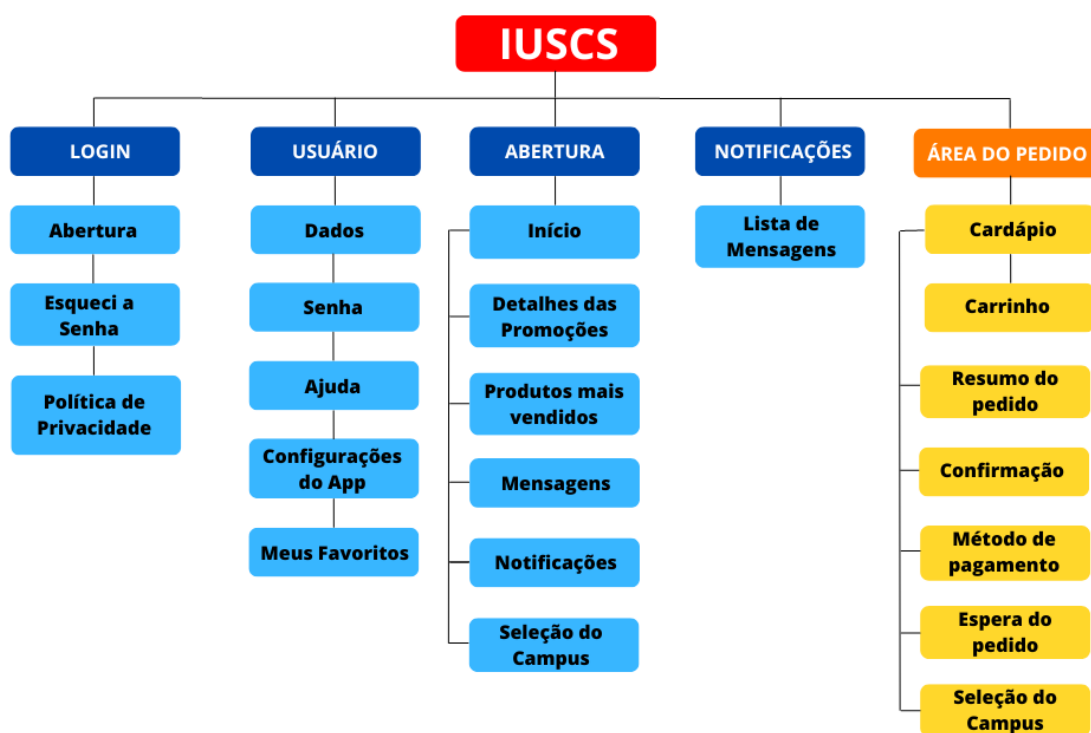 IUSCS
LOGIN
USUÁRIO
ABERTURA
NOTIFICAÇÕES
ÁREA DO PEDIDO
Abertura
Esqueci a
Senha
Política de
Privacidade
Dados
Senha
Ajuda
Configurações
do App
Meus Favoritos
Início
Detalhes das
Promoções
Produtos mais
vendidos
Mensagens
Notificações
Seleção do
Campus
Lista de
Mensagens
Cardápio
Carrinho
Resumo do
pedido
Confirmação
Método de
pagamento
Espera do
pedido
Seleção do
Campus